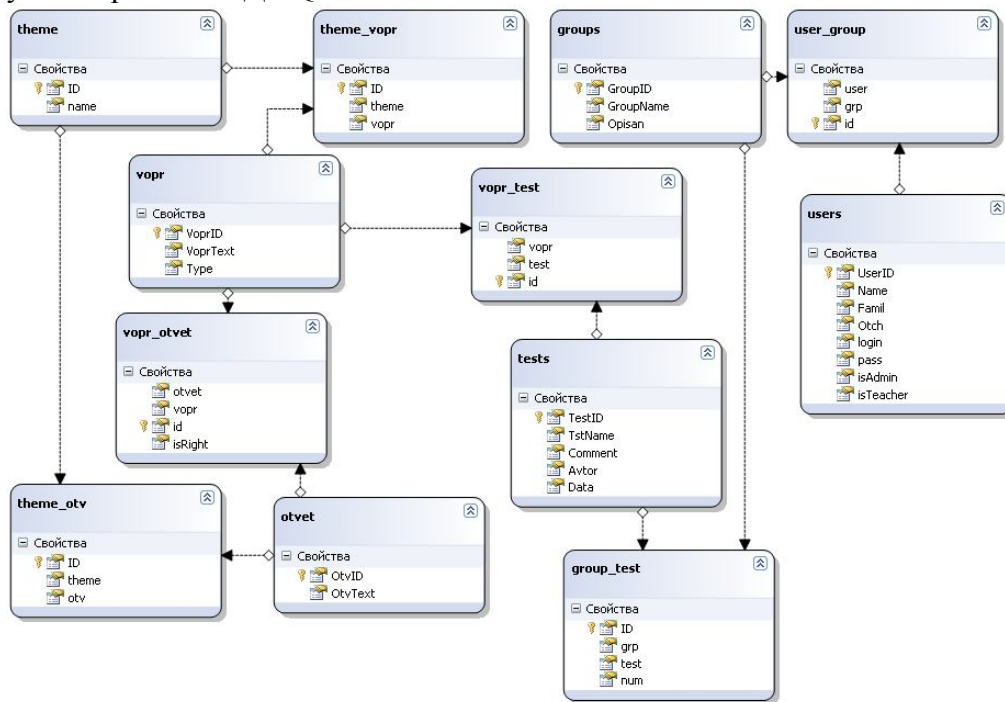 theme
Свойства
ID
name
theme_vopr
Свойства
ID
theme
vopr
groups
Свойства
GroupID
GroupName
Opisan
user_group
Свойства
user
grp
id
vopr
Свойства
VoprID
VoprText
Type
vopr_test
Свойства
vopr
test
id
users
Свойства
UserID
Name
Famil
Otch
login
pass
isAdmin
isTeacher
vopr_otvet
Свойства
otvet
vopr
id
isRight
tests
Свойства
TestID
TstName
Comment
Avtor
Data
theme_otv
Свойства
ID
theme
otv
otvet
Свойства
OtvID
OtvText
group_test
Свойства
ID
grp
test
num